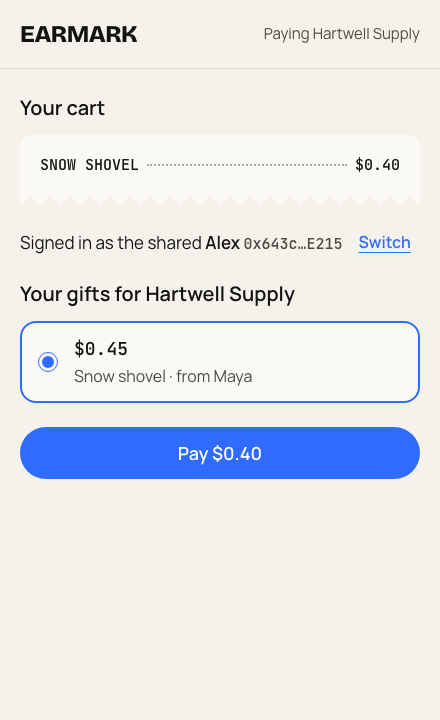 EARMARK
Paying Hartwell Supply
Your cart
SNOW SHOVEL $0.40
Signed in as the shared Alex 0x643c…E215 Switch
Your gifts for Hartwell Supply
$0.45
Snow shovel · from Maya
Pay $0.40